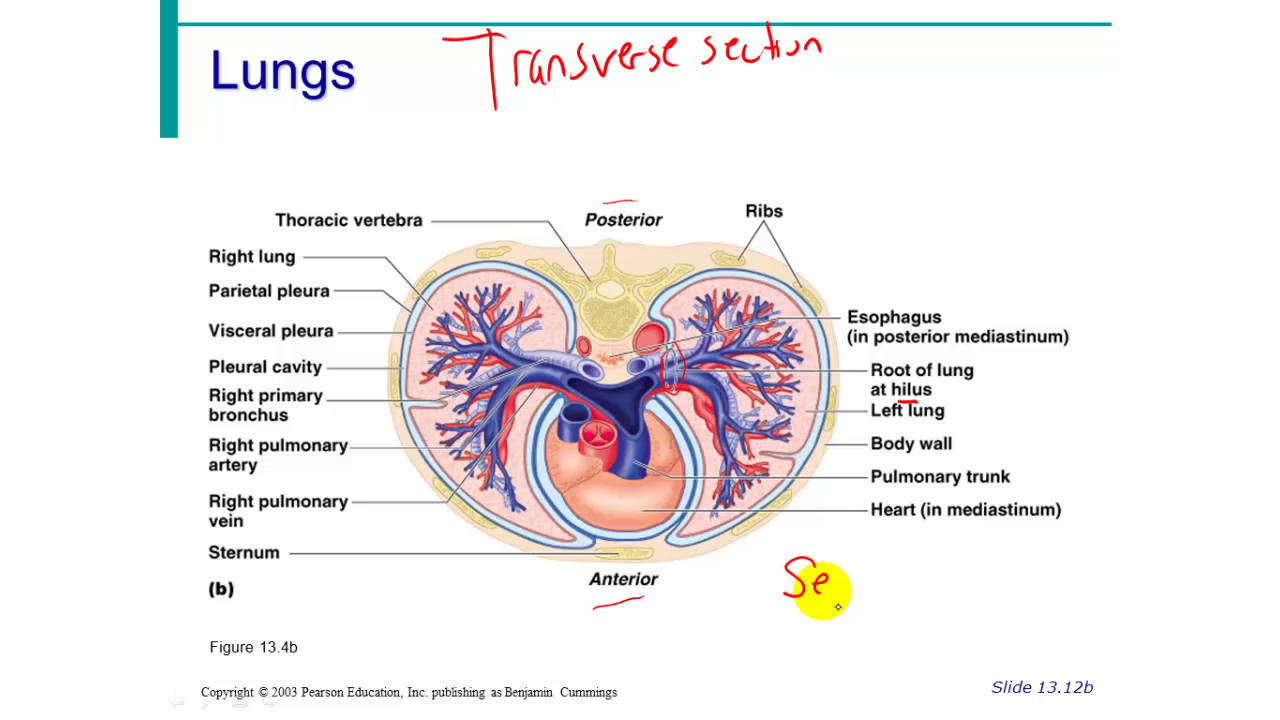 Transverse section
Lungs
Posterior
Ribs
Thoracic vertebra
Right lung
Parietal pleura
Visceral pleura
Pleural cavity
Right primary
bronchus
Right pulmonary
artery
Right pulmonary
vein
Sternum
(b)
Esophagus
(in posterior mediastinum)
Root of lung
at hilus
Left lung
Body wall
Pulmonary trunk
Heart (in mediastinum)
Anterior
Se
Figure 13.4b
Copyright © 2003 Pearson Education, Inc. publishing as Benjamin Cummings
Slide 13.12b